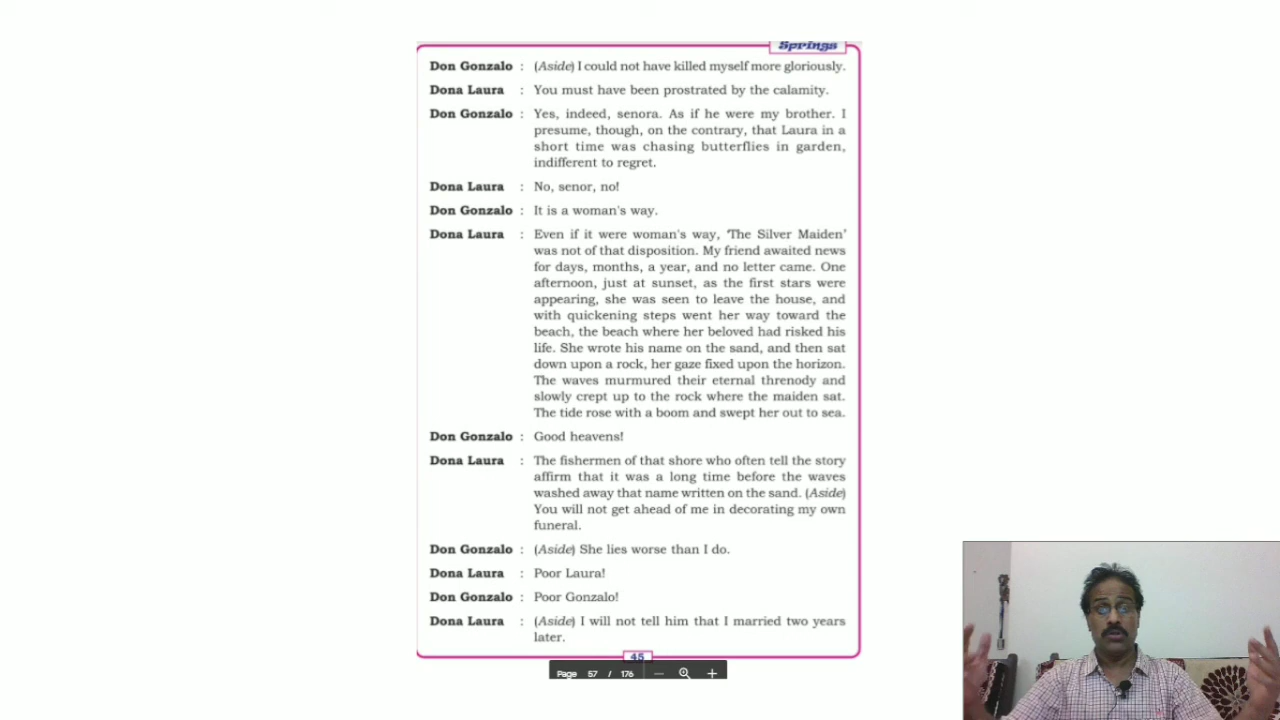 Springs
Don Gonzalo : (Aside) I could not have killed myself more gloriously.
Dona Laura : You must have been prostrated by the calamity.
Don Gonzalo : Yes, indeed, senora. As if he were my brother. I
presume, though, on the contrary, that Laura in a
short time was chasing butterflies in garden,
indifferent to regret.
Dona Laura : No, senor, no!
Don Gonzalo : It is a woman's way.
Dona Laura : Even if it were woman's way, 'The Silver Maiden'
was not of that disposition. My friend awaited news
for days, months, a year, and no letter came. One
afternoon, just at sunset, as the first stars were
appearing, she was seen to leave the house, and
with quickening steps went her way toward the
beach, the beach where her beloved had risked his
life. She wrote his name on the sand, and then sat
down upon a rock, her gaze fixed upon the horizon.
The waves murmured their eternal threnody and
slowly crept up to the rock where the maiden sat.
The tide rose with a boom and swept her out to sea.
Don Gonzalo : Good heavens!
Dona Laura : The fishermen of that shore who often tell the story
affirm that it was a long time before the waves
washed away that name written on the sand. (Aside)
You will not get ahead of me in decorating my own
funeral.
Don Gonzalo : (Aside) She lies worse than I do.
Dona Laura : Poor Laura!
Don Gonzalo : Poor Gonzalo!
Dona Laura : (Aside) I will not tell him that I married two years
later.
45
Page 57 / 176